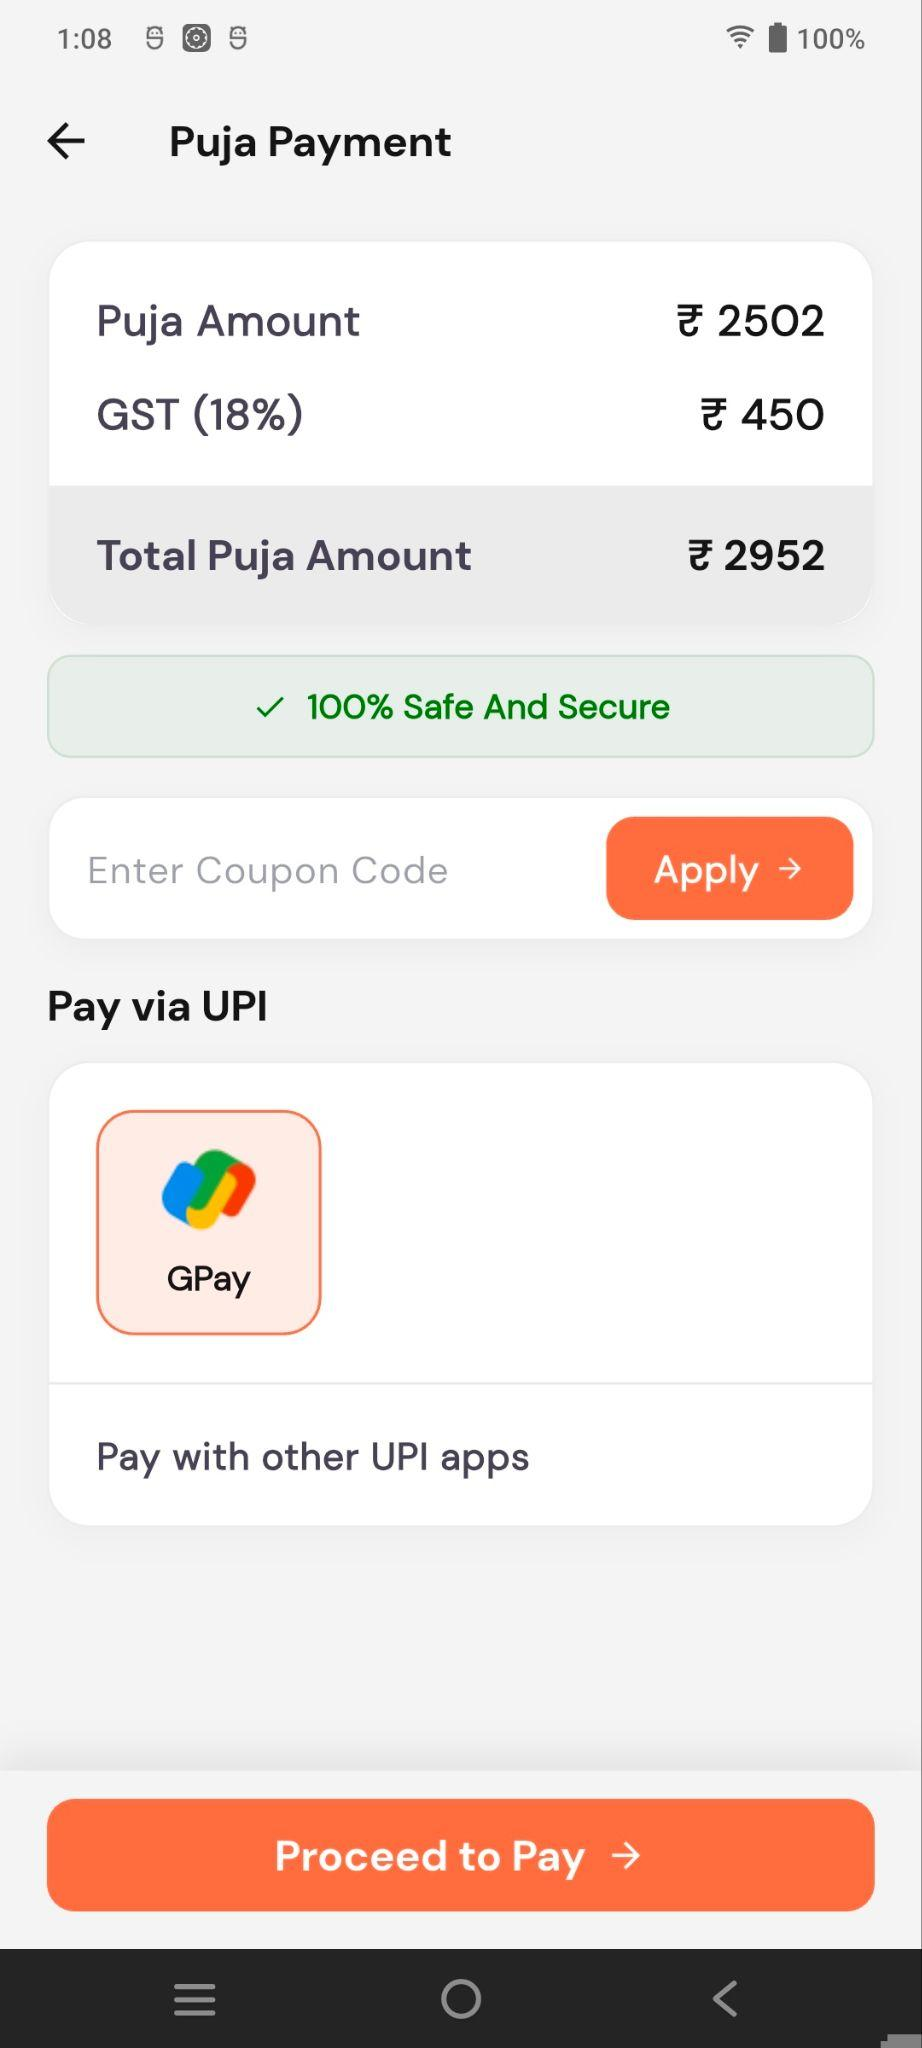 1:08
100%
Puja Payment
Puja Amount ₹ 2502
GST (18%) ₹ 450
Total Puja Amount ₹ 2952
100% Safe And Secure
Enter Coupon Code Apply →
Pay via UPI
GPay
Pay with other UPI apps
Proceed to Pay →